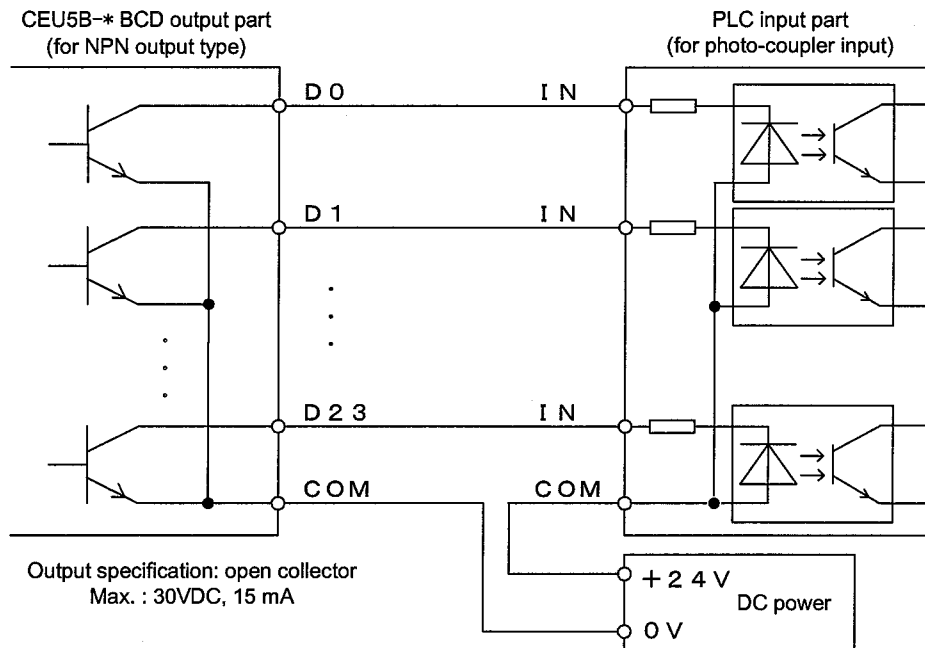 CEU5B-* BCD output part
(for NPN output type)
PLC input part
(for photo-coupler input)
D0
IN
D1
IN
D23
IN
COM
COM
Output specification: open collector
Max. : 30VDC, 15 mA
+24V
DC power
0V